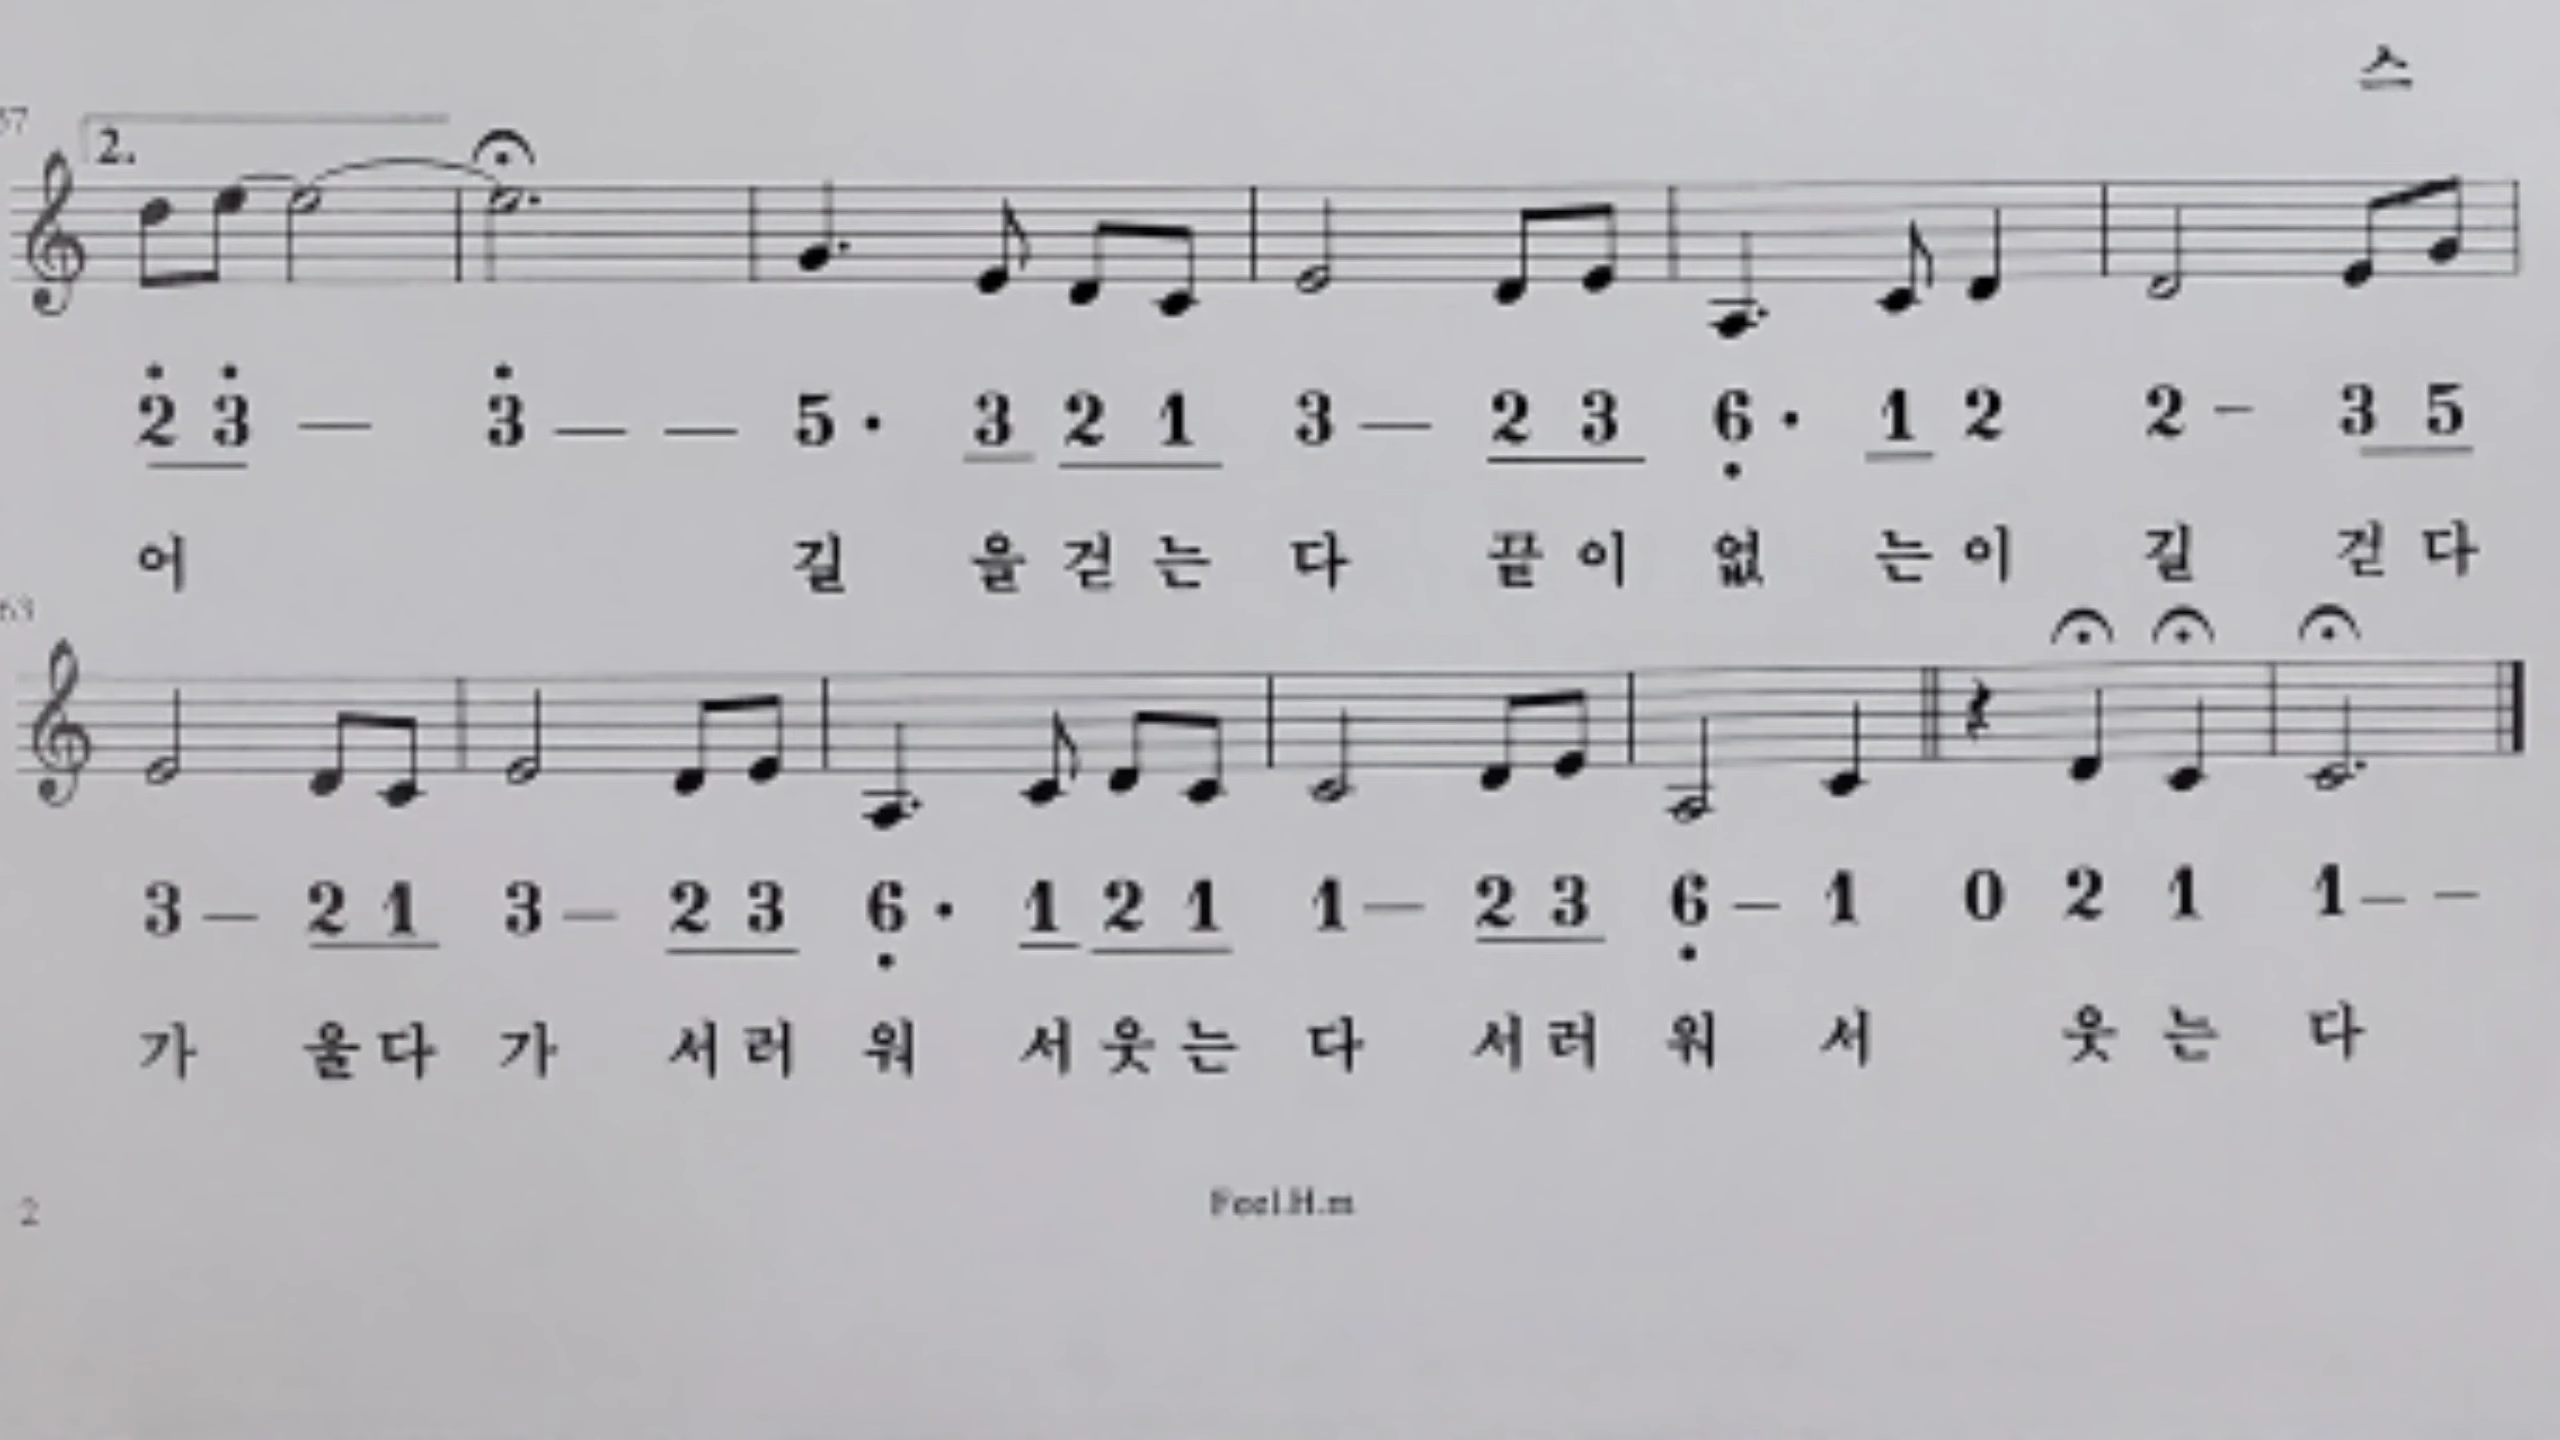 스
57
2.
2 3 — 3 — — 5 · 3 2 1 3 — 2 3 6 · 1 2 2 - 3 5
어 길 을 걷 는 다 끝 이 없 는 이 길 걷 다
63
3 — 2 1 3 — 2 3 6 · 1 2 1 1 — 2 3 6 — 1 0 2 1 1 — —
가 울 다 가 서 러 워 서 웃 는 다 서 러 워 서 웃 는 다
2 Feel.H.m